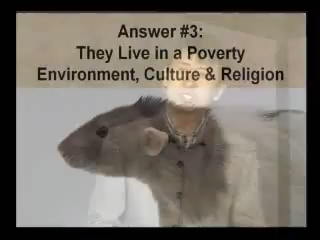 Answer #3:
They Live in a Poverty
Environment, Culture & Religion